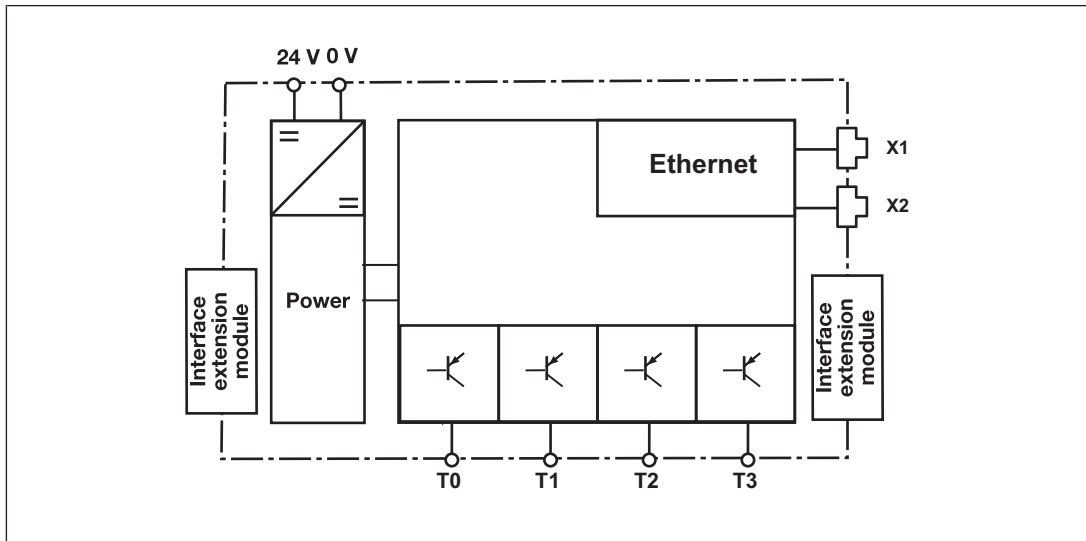 24 V 0 V
Ethernet
X1
X2
Power
Interface
extension
module
Interface
extension
module
T0 T1 T2 T3